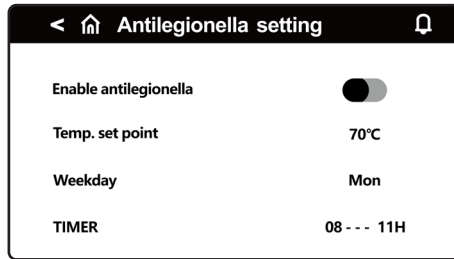 < Antilegionella setting
Enable antilegionella
Temp. set point 70℃
Weekday Mon
TIMER 08 - - - 11H